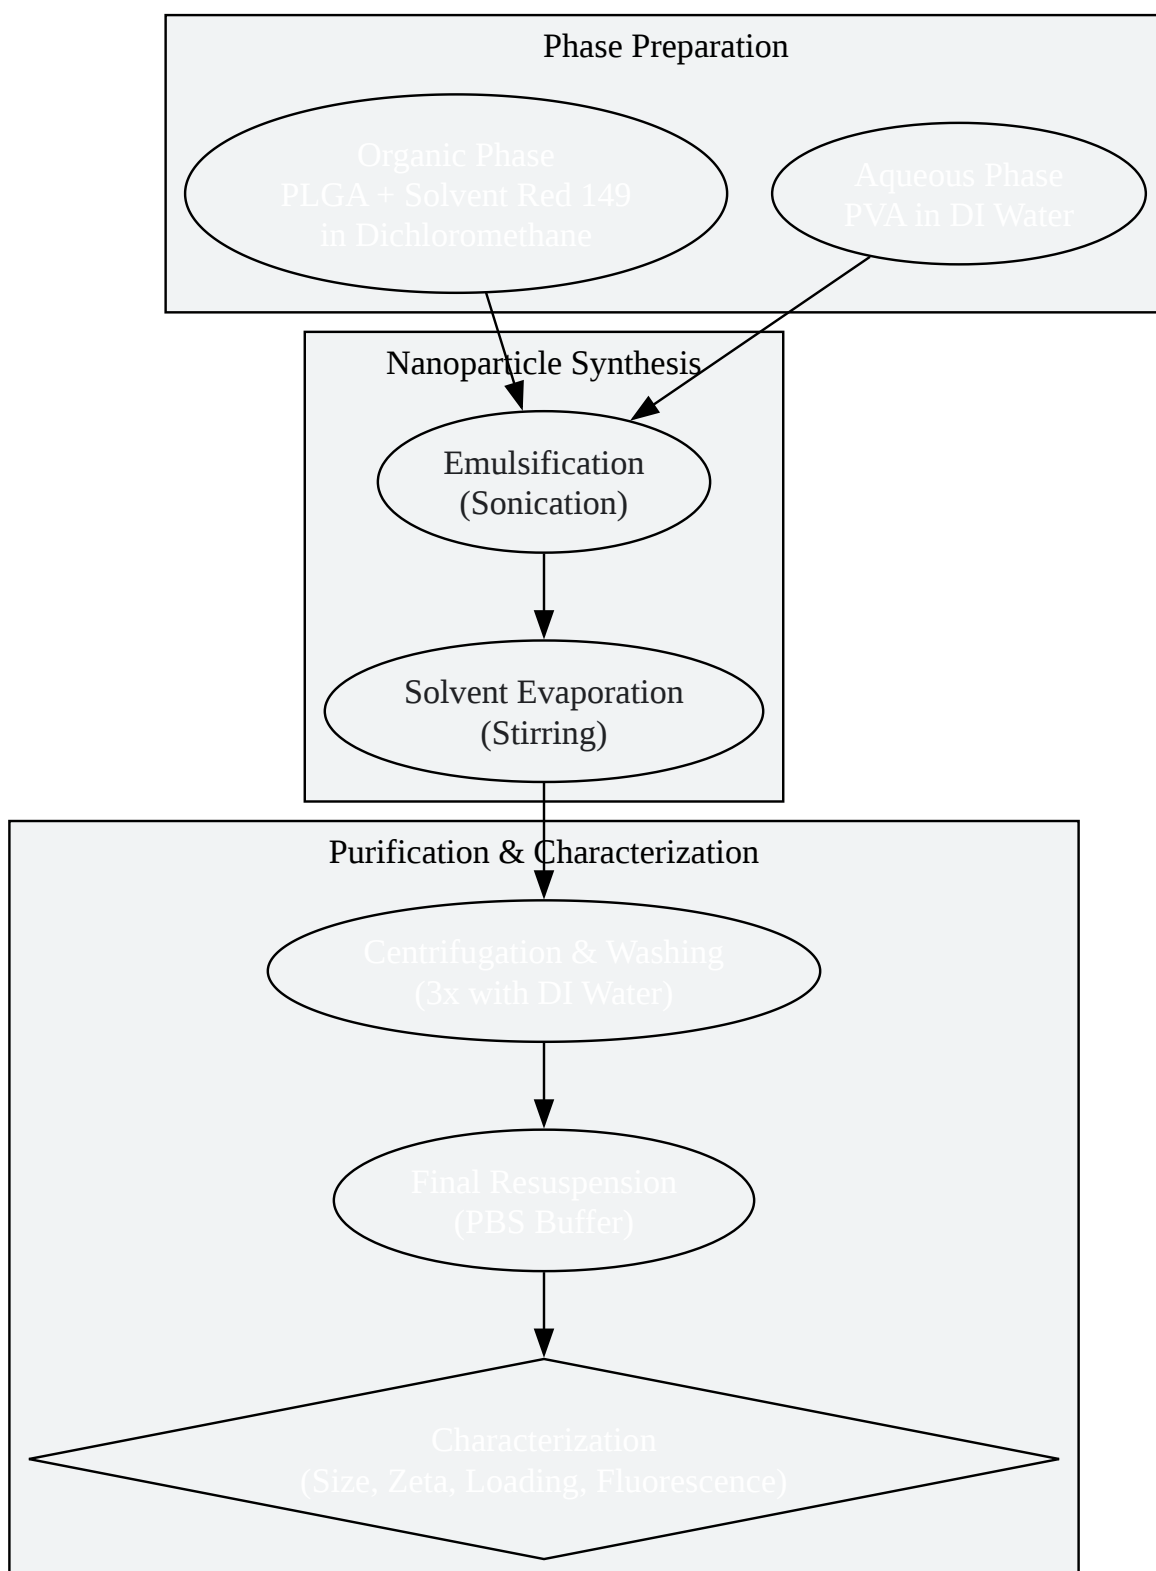 Phase Preparation
Organic Phase
PLGA + Solvent Red 149
in Dichloromethane
Aqueous Phase
PVA in DI Water
Nanoparticle Synthesis
Emulsification
(Sonication)
Solvent Evaporation
(Stirring)
Purification & Characterization
Centrifugation & Washing
(3x with DI Water)
Final Resuspension
(PBS Buffer)
Characterization
(Size, Zeta, Loading, Fluorescence)